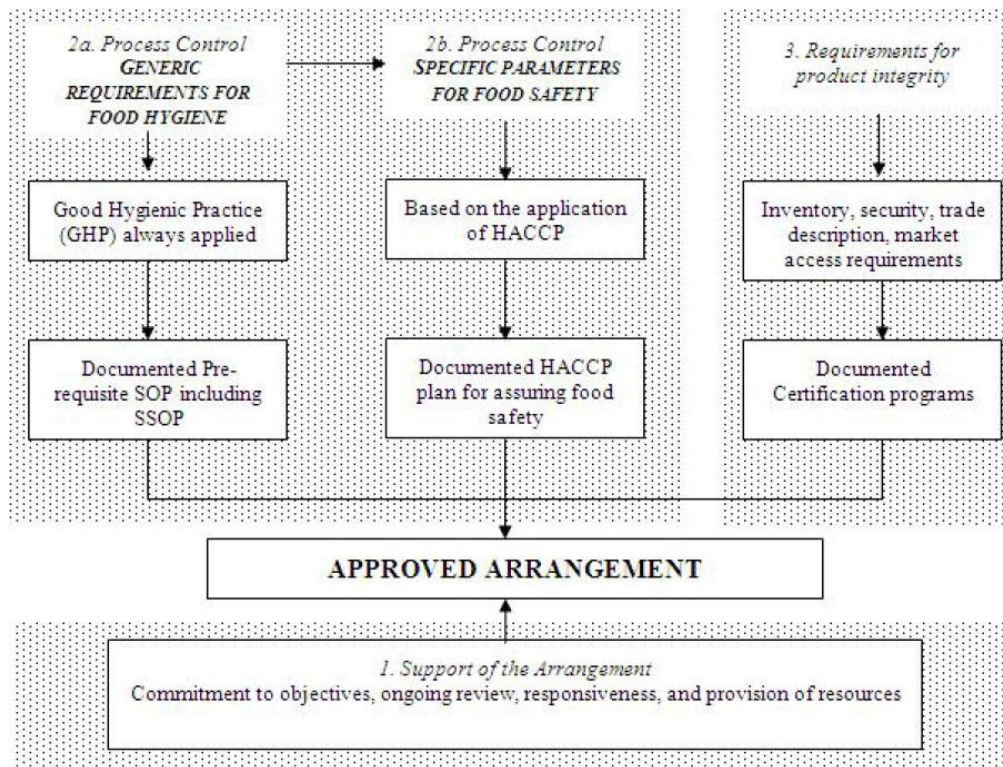 2a. Process Control
GENERIC
REQUIREMENTS FOR
FOOD HYGIENE
2b. Process Control
SPECIFIC PARAMETERS
FOR FOOD SAFETY
3. Requirements for
product integrity
Good Hygienic Practice
(GHP) always applied
Based on the application
of HACCP
Inventory, security, trade
description, market
access requirements
Documented Pre-
requisite SOP including
SSOP
Documented HACCP
plan for assuring food
safety
Documented
Certification programs
APPROVED ARRANGEMENT
1. Support of the Arrangement
Commitment to objectives, ongoing review, responsiveness, and provision of resources